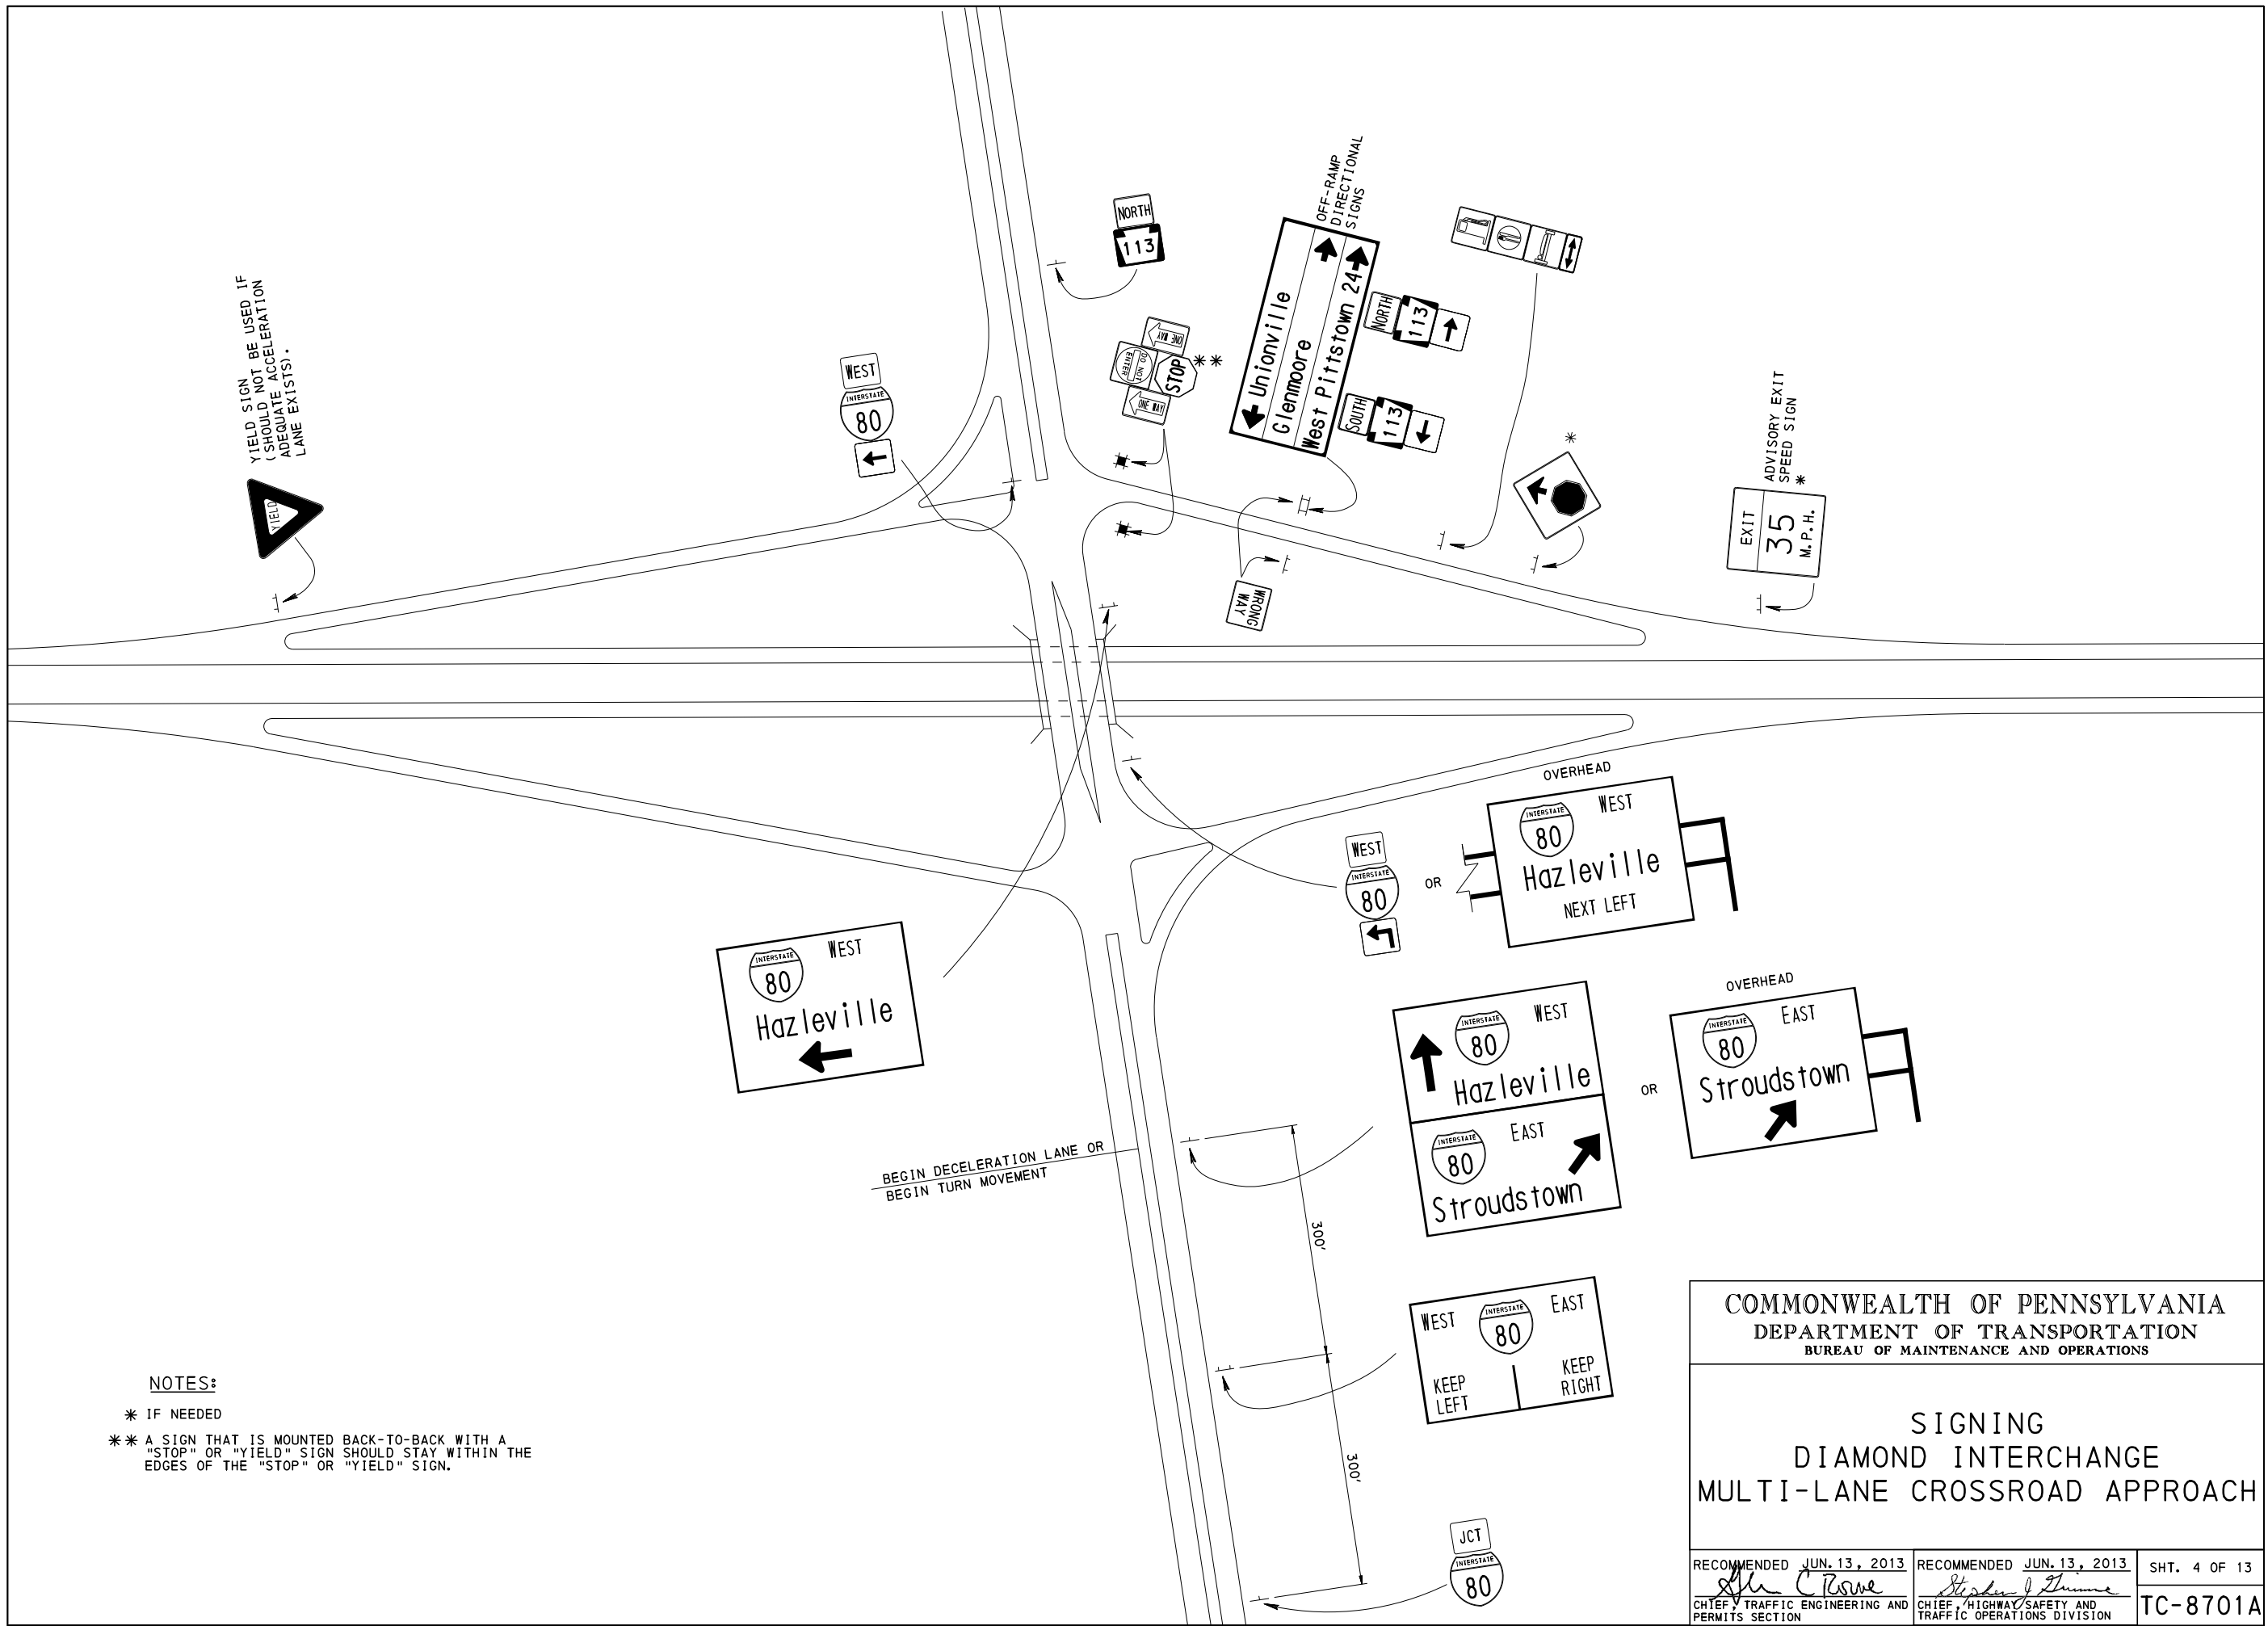 YIELD SIGN
(SHOULD NOT BE USED IF
ADEQUATE ACCELERATION
LANE EXISTS).
YIELD
WEST
INTERSTATE
80
NORTH
113
ONE WAY
DO NOT
ENTER
STOP
**
ONE WAY
OFF-RAMP
DIRECTIONAL
SIGNS
Unionville
Glenmoore
West Pittstown 24
NORTH
113
SOUTH
113
WRONG
WAY
*
ADVISORY EXIT
SPEED SIGN
*
EXIT
35
M.P.H.
OVERHEAD
INTERSTATE
80
WEST
Hazleville
NEXT LEFT
OR
WEST
INTERSTATE
80
INTERSTATE
80
WEST
Hazleville
INTERSTATE
80
WEST
Hazleville
INTERSTATE
80
EAST
Stroudstown
OR
OVERHEAD
INTERSTATE
80
EAST
Stroudstown
BEGIN DECELERATION LANE OR
BEGIN TURN MOVEMENT
300'
WEST
INTERSTATE
80
EAST
KEEP
LEFT
KEEP
RIGHT
300'
JCT
INTERSTATE
80
NOTES:
* IF NEEDED
** A SIGN THAT IS MOUNTED BACK-TO-BACK WITH A
"STOP" OR "YIELD" SIGN SHOULD STAY WITHIN THE
EDGES OF THE "STOP" OR "YIELD" SIGN.
COMMONWEALTH OF PENNSYLVANIA
DEPARTMENT OF TRANSPORTATION
BUREAU OF MAINTENANCE AND OPERATIONS
SIGNING
DIAMOND INTERCHANGE
MULTI-LANE CROSSROAD APPROACH
RECOMMENDED JUN. 13, 2013
CHIEF, TRAFFIC ENGINEERING AND
PERMITS SECTION
RECOMMENDED JUN. 13, 2013
CHIEF, HIGHWAY SAFETY AND
TRAFFIC OPERATIONS DIVISION
SHT. 4 OF 13
TC-8701A